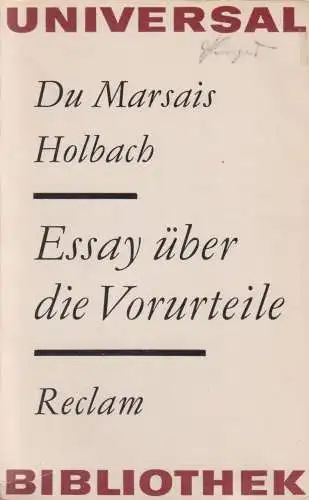 UNIVERSAL
Du Marsais
Holbach
Essay über
die Vorurteile
Reclam
BIBLIOTHEK